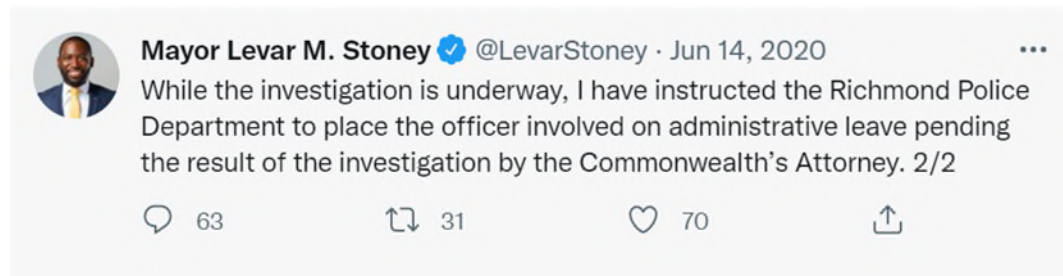 Mayor Levar M. Stoney @LevarStoney · Jun 14, 2020
While the investigation is underway, I have instructed the Richmond Police
Department to place the officer involved on administrative leave pending
the result of the investigation by the Commonwealth's Attorney. 2/2
63 31 70